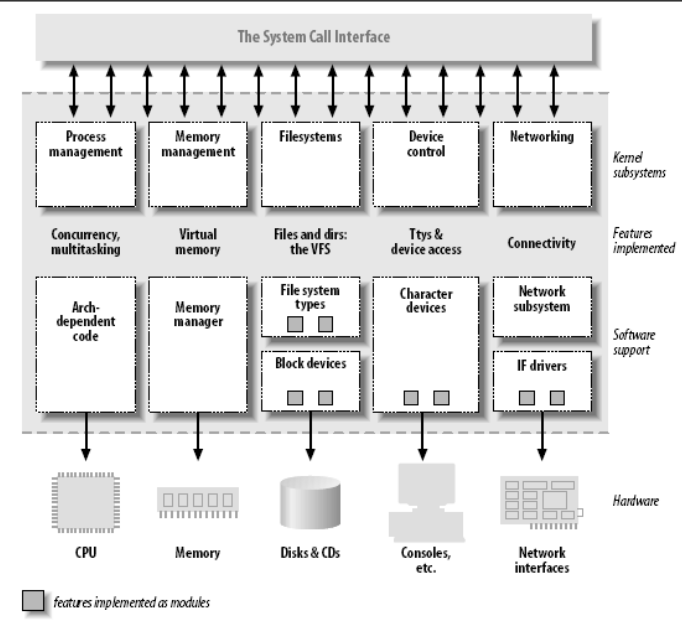 The System Call Interface
Process
management
Memory
management
Filesystems
Device
control
Networking
Kernel
subsystems
Concurrency,
multitasking
Virtual
memory
Files and dirs:
the VFS
Ttys &
device access
Connectivity
Features
implemented
Arch-
dependent
code
Memory
manager
File system
types
Block devices
Character
devices
Network
subsystem
IF drivers
Software
support
CPU
Memory
Disks & CDs
Consoles,
etc.
Network
interfaces
Hardware
features implemented as modules